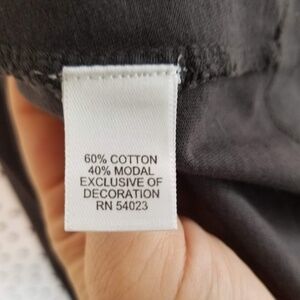 60% COTTON
40% MODAL
EXCLUSIVE OF
DECORATION
RN 54023